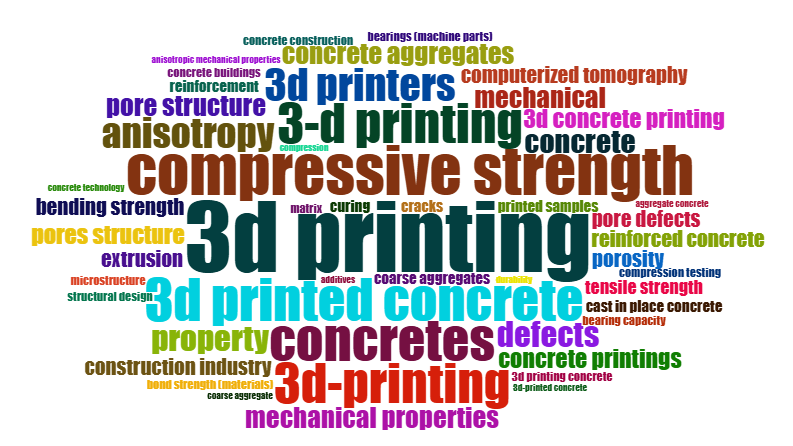 bearings (machine parts)
concrete construction
concrete aggregates
anisotropic mechanical properties
concrete buildings
3d printers
computerized tomography
reinforcement
mechanical
pore structure
3-d printing
3d concrete printing
anisotropy
concrete
compression
compressive strength
concrete technology
bending strength
3d printing
matrix
curing
cracks
printed samples
aggregate concrete
pore defects
pores structure
reinforced concrete
extrusion
porosity
compression testing
microstructure
additives
coarse aggregates
durability
tensile strength
structural design
3d printed concrete
cast in place concrete
bearing capacity
property
concretes
defects
construction industry
concrete printings
bond strength (materials)
3d-printing
3d printing concrete
3d-printed concrete
coarse aggregate
mechanical properties